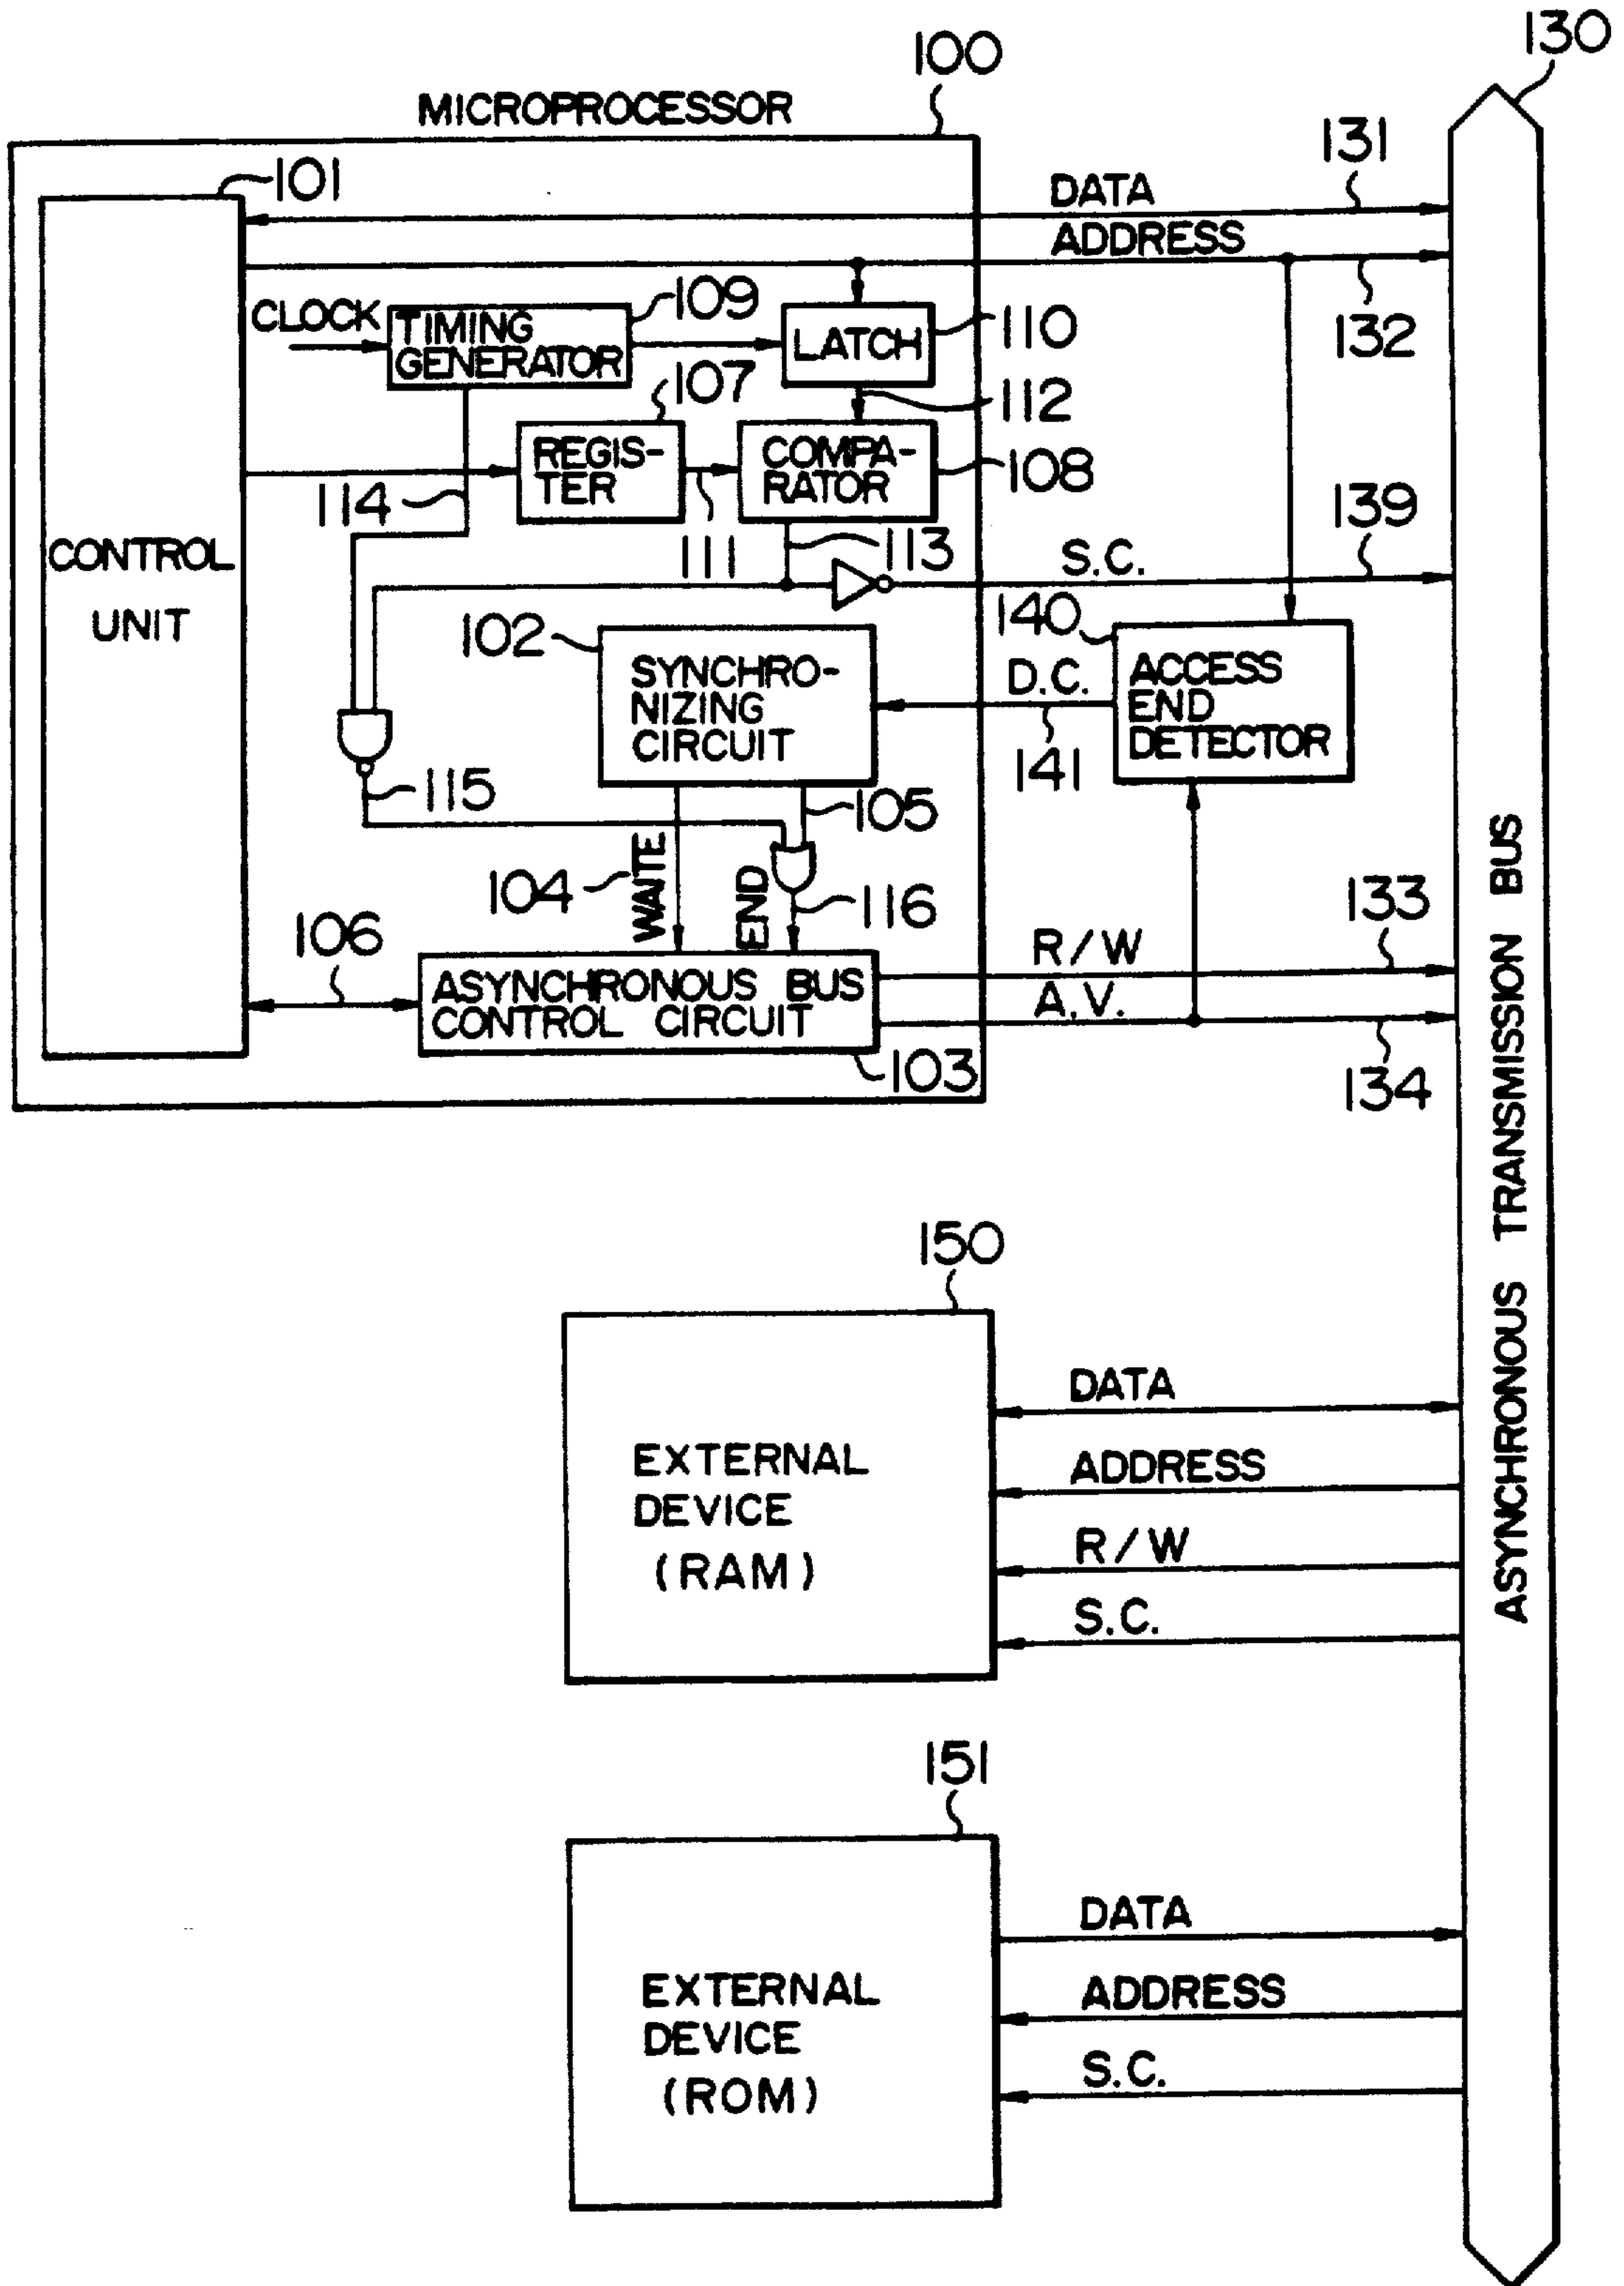 130
100
MICROPROCESSOR
131
101
DATA
ADDRESS
CLOCK
TIMING
GENERATOR
109
LATCH
110
132
107
112
REGIS-
TER
COMPA-
RATOR
108
114
139
CONTROL
UNIT
111
113
S.C.
102
140
SYNCHRO-
NIZING
CIRCUIT
D.C.
ACCESS
END
DETECTOR
141
115
105
104
WAITE
END
116
133
106
R/W
ASYNCHRONOUS BUS
CONTROL CIRCUIT
A.V.
103
134
ASYNCHRONOUS TRANSMISSION BUS
150
DATA
EXTERNAL
DEVICE
(RAM)
ADDRESS
R/W
S.C.
151
DATA
EXTERNAL
DEVICE
(ROM)
ADDRESS
S.C.